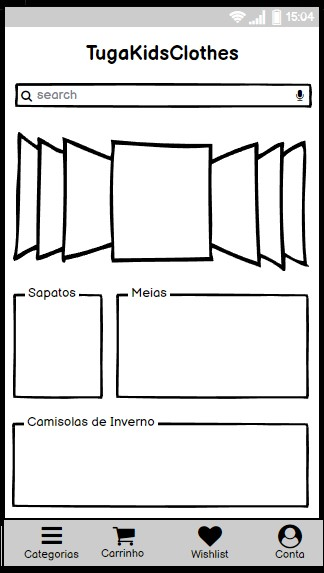 15:04
TugaKidsClothes
search
Sapatos
Meias
Camisolas de Inverno
Categorias
Carrinho
Wishlist
Conta